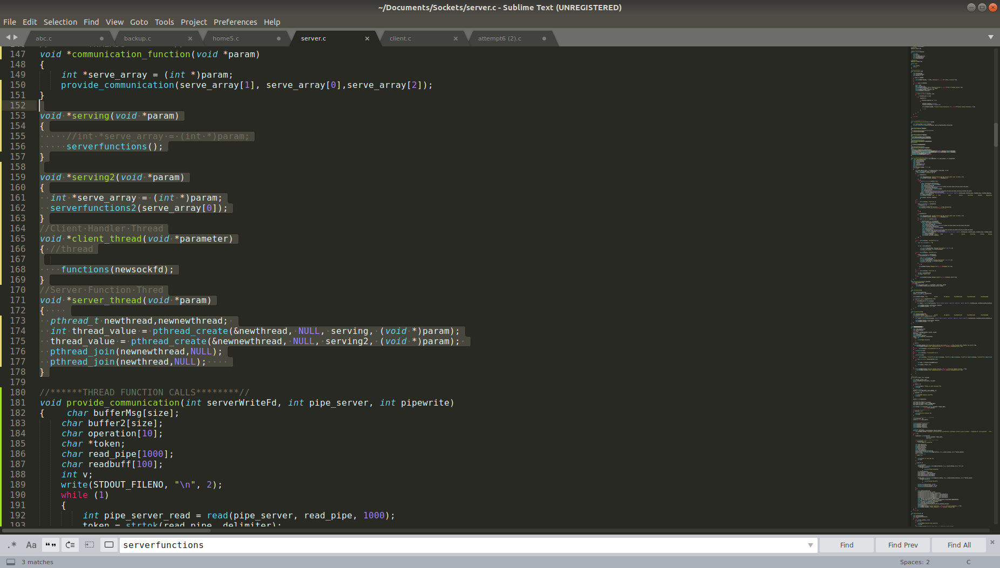 ~/Documents/Sockets/server.c - Sublime Text (UNREGISTERED)
File Edit Selection Find View Goto Tools Project Preferences Help
abc.c backup.c home5.c server.c client.c attempt6 (2).c
147 void *communication_function(void *param)
148 {
149 int *serve_array = (int *)param;
150 provide_communication(serve_array[1], serve_array[0],serve_array[2]);
151 }
152
153 void *serving(void *param)
154 {
155 //int *serve_array = (int *)param;
156 serverfunctions();
157 }
158
159 void *serving2(void *param)
160 {
161 int *serve_array = (int *)param;
162 serverfunctions2(serve_array[0]);
163 }
164 //Client Handler Thread
165 void *client_thread(void *parameter)
166 { //thread
167
168 functions(newsockfd);
169 }
170 //Server Function Thred
171 void *server_thread(void *param)
172 {
173 pthread_t newthread,newnewthread;
174 int thread_value = pthread_create(&newthread, NULL, serving, (void *)param);
175 thread_value = pthread_create(&newnewthread, NULL, serving2, (void *)param);
176 pthread_join(newnewthread,NULL);
177 pthread_join(newthread,NULL);
178 }
179
180 //******THREAD FUNCTION CALLS********//
181 void provide_communication(int serverWriteFd, int pipe_server, int pipewrite)
182 { char bufferMsg[size];
183 char buffer2[size];
184 char operation[10];
185 char *token;
186 char read_pipe[1000];
187 char readbuff[100];
188 int v;
189 write(STDOUT_FILENO, "\n", 2);
190 while (1)
191 {
192 int pipe_server_read = read(pipe_server, read_pipe, 1000);
193 token = strtok(read_pipe, delimiter);
.* Aa “” serverfunctions Find Find Prev Find All
3 matches Spaces: 2 C